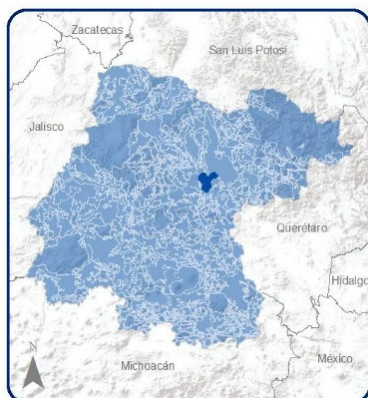 Zacatecas
San Luis Potosí
Jalisco
Querétaro
Hidalgo
N
México
Michoacán